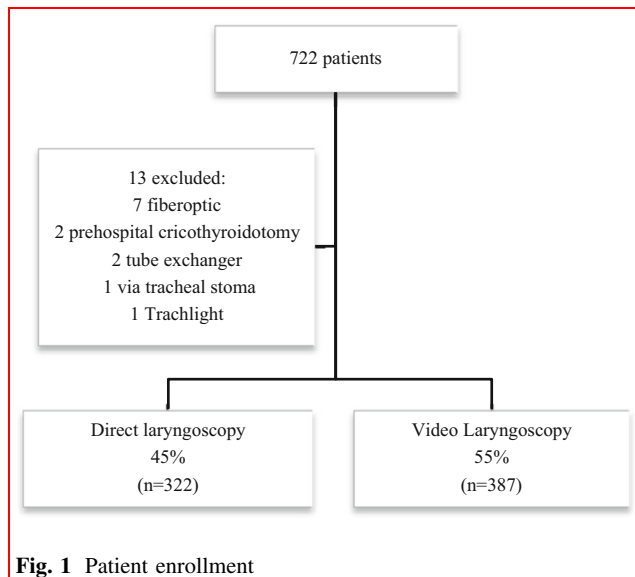 722 patients
13 excluded:
7 fiberoptic
2 prehospital cricothyroidotomy
2 tube exchanger
1 via tracheal stoma
1 Trachlight
Direct laryngoscopy
45%
(n=322)
Video Laryngoscopy
55%
(n=387)
Fig. 1 Patient enrollment